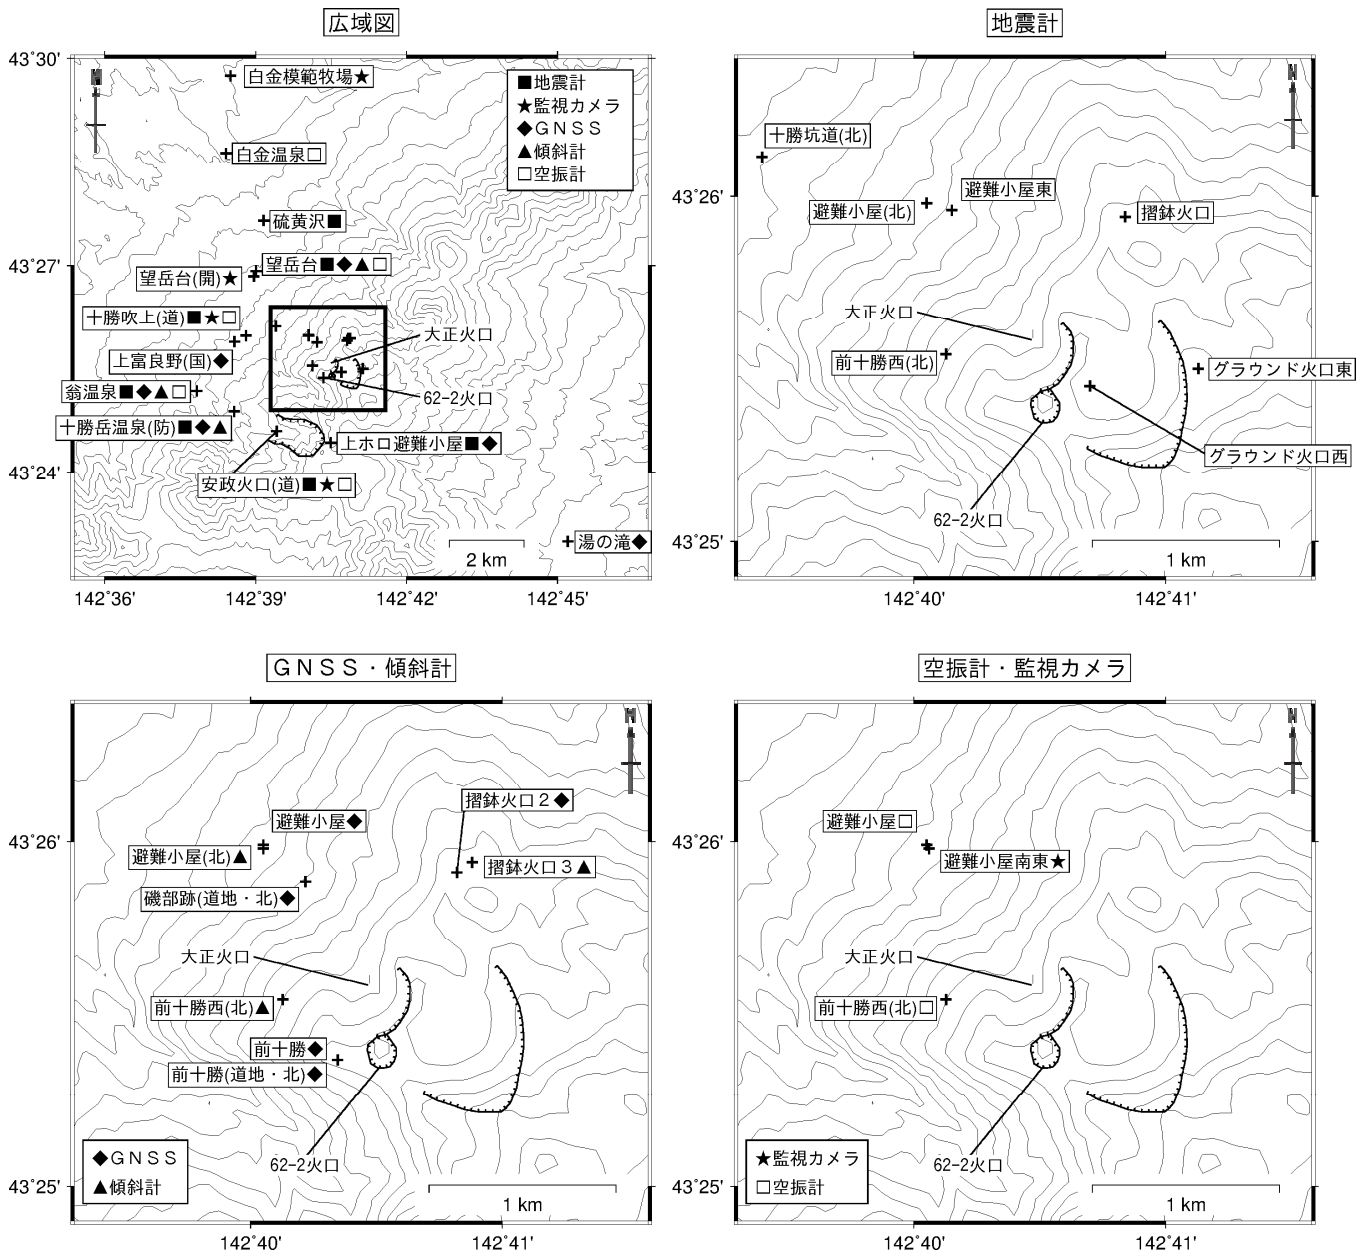 広域図
43°30'
43°27'
43°24'
142°36'
142°39'
142°42'
142°45'
N
白金模範牧場★
白金温泉□
硫黄沢■
望岳台■◆▲□
望岳台(開)★
十勝吹上(道)■★□
上富良野(国)◆
翁温泉■◆▲□
十勝岳温泉(防)■◆▲
大正火口
62-2火口
上ホロ避難小屋■◆
安政火口(道)■★□
湯の滝◆
2 km
■地震計
★監視カメラ
◆GNSS
▲傾斜計
□空振計
地震計
43°26'
43°25'
142°40'
142°41'
N
十勝坑道(北)
避難小屋東
避難小屋(北)
摺鉢火口
大正火口
前十勝西(北)
グラウンド火口東
グラウンド火口西
62-2火口
1 km
GNSS・傾斜計
43°26'
43°25'
142°40'
142°41'
N
摺鉢火口2◆
避難小屋◆
避難小屋(北)▲
摺鉢火口3▲
磯部跡(道地・北)◆
大正火口
前十勝西(北)▲
前十勝◆
前十勝(道地・北)◆
62-2火口
◆GNSS
▲傾斜計
1 km
空振計・監視カメラ
43°26'
43°25'
142°40'
142°41'
N
避難小屋□
避難小屋南東★
大正火口
前十勝西(北)□
62-2火口
★監視カメラ
□空振計
1 km